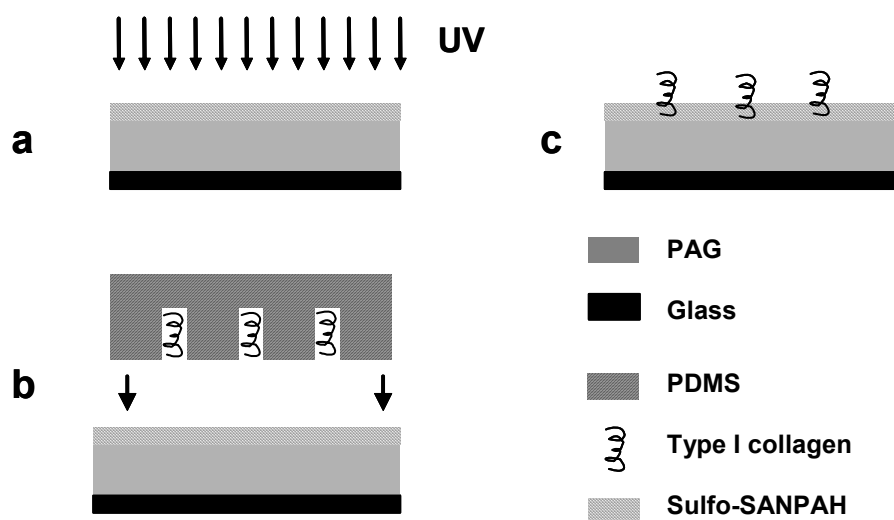 UV
a
c
b
PAG
Glass
PDMS
Type I collagen
Sulfo-SANPAH